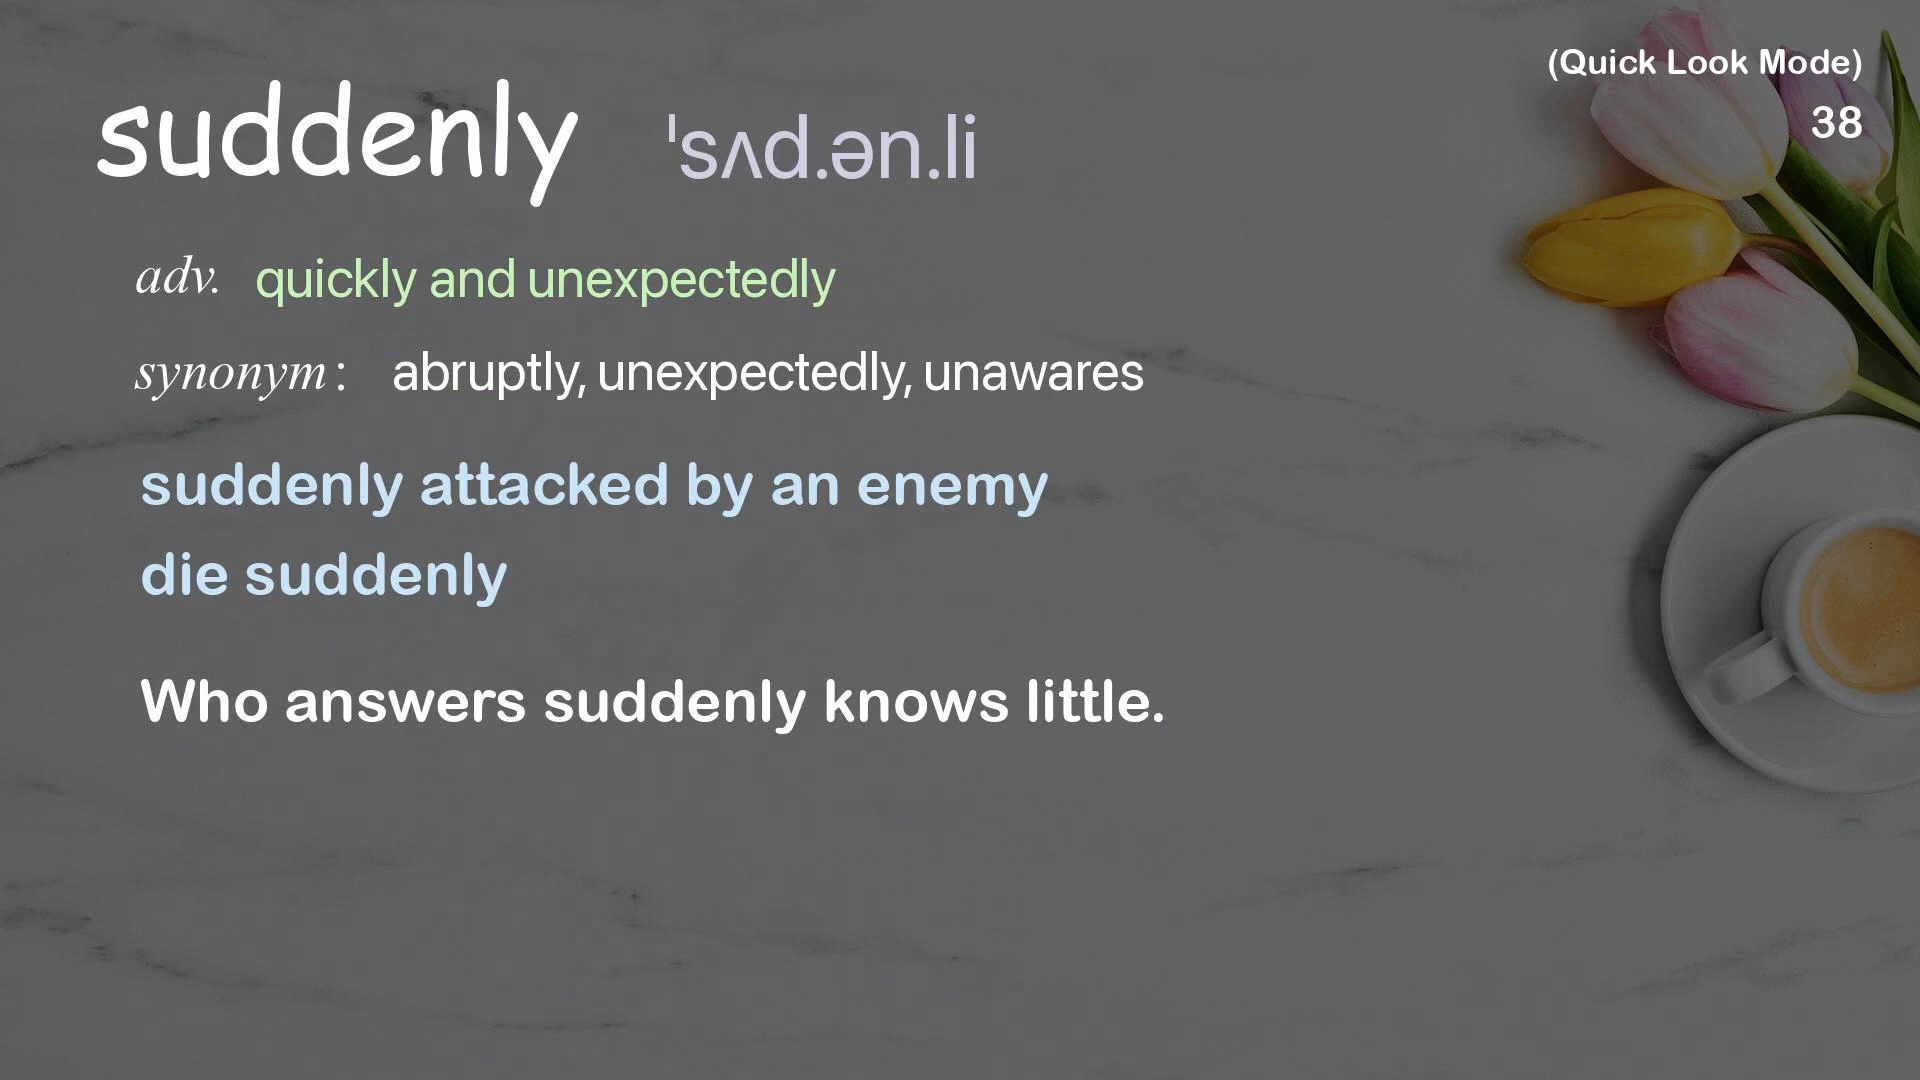 (Quick Look Mode)
38
suddenly ˈsʌd.ən.li
adv. quickly and unexpectedly
synonym: abruptly, unexpectedly, unawares
suddenly attacked by an enemy
die suddenly
Who answers suddenly knows little.